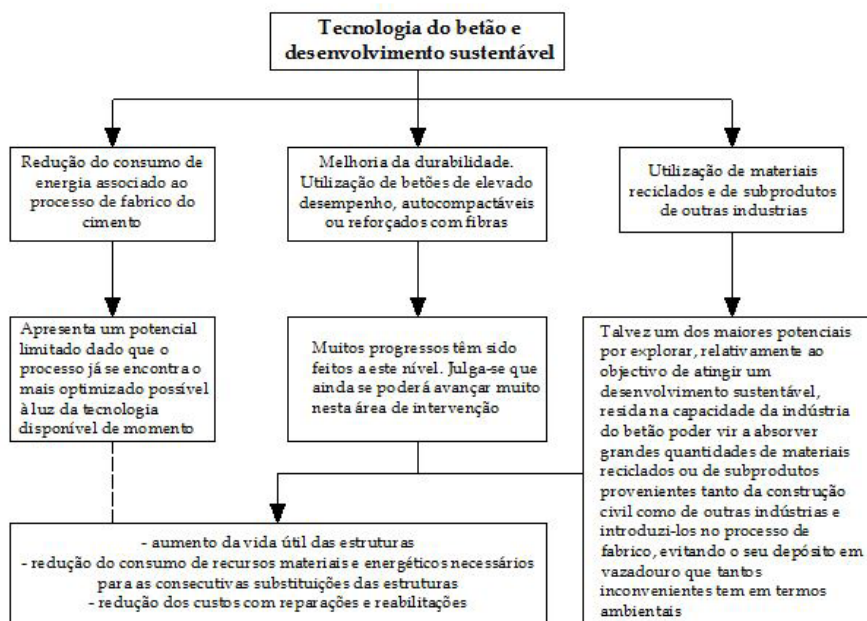 Tecnologia do betão e
desenvolvimento sustentável
Redução do consumo de
energia associado ao
processo de fabrico do
cimento
Melhoria da durabilidade.
Utilização de betões de elevado
desempenho, autocompactáveis
ou reforçados com fibras
Utilização de materiais
reciclados e de subprodutos
de outras industrias
Apresenta um potencial
limitado dado que o
processo já se encontra o
mais optimizado possível
à luz da tecnologia
disponível de momento
Muitos progressos têm sido
feitos a este nível. Julga-se que
ainda se poderá avançar muito
nesta área de intervenção
Talvez um dos maiores potenciais
por explorar, relativamente ao
objectivo de atingir um
desenvolvimento sustentável,
resida na capacidade da indústria
do betão poder vir a absorver
grandes quantidades de materiais
reciclados ou de subprodutos
provenientes tanto da construção
civil como de outras indústrias e
introduzi-los no processo de
fabrico, evitando o seu depósito em
vazadouro que tantos
inconvenientes tem em termos
ambientais
- aumento da vida útil das estruturas
- redução do consumo de recursos materiais e energéticos necessários
para as consecutivas substituições das estruturas
- redução dos custos com reparações e reabilitações